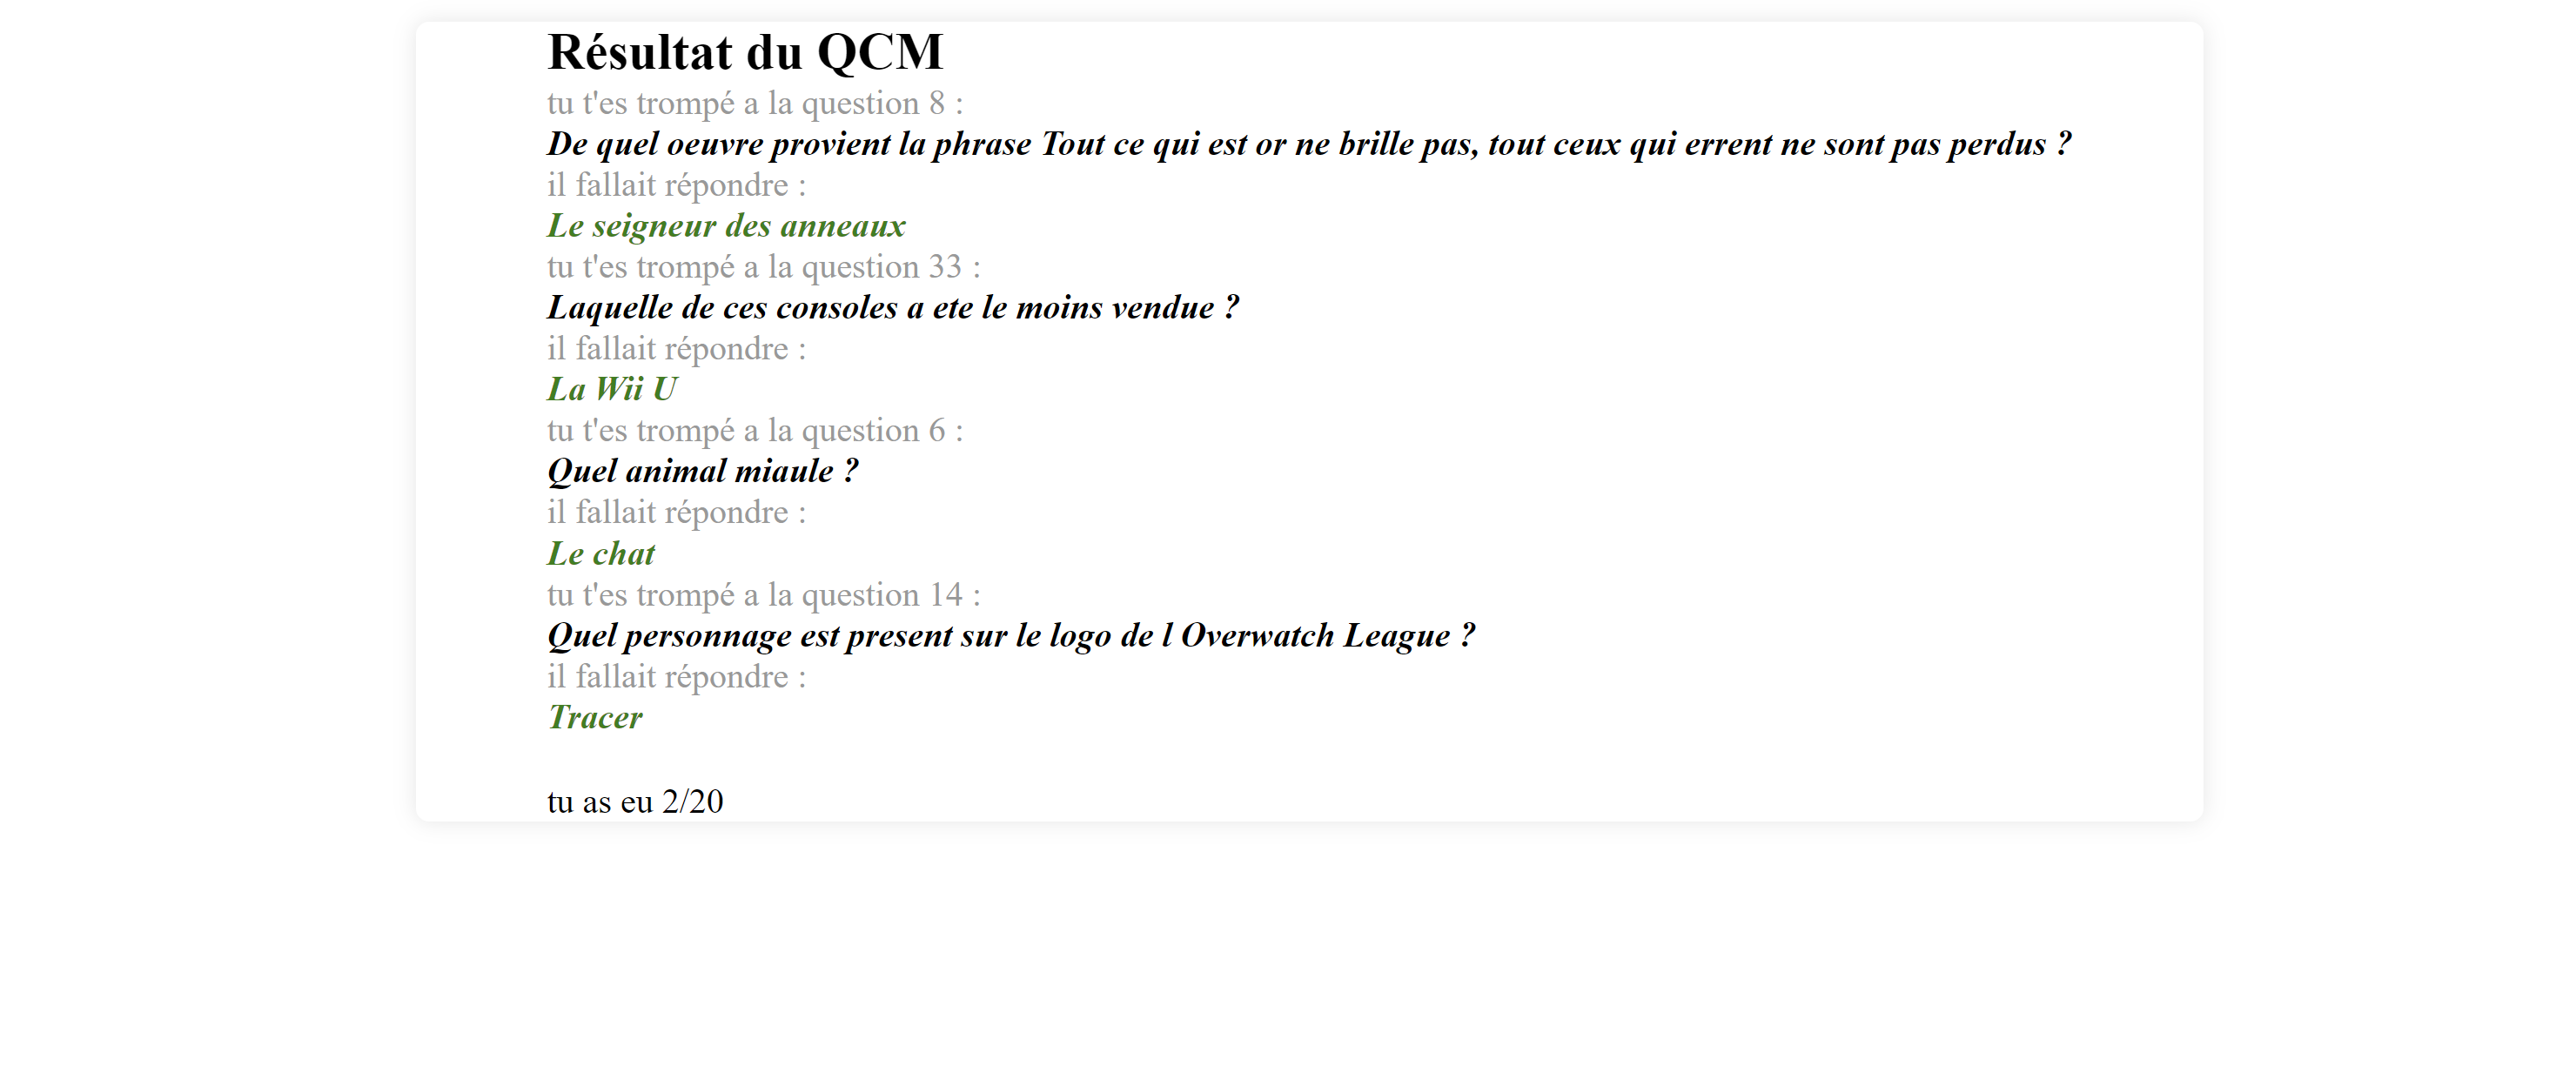 Résultat du QCM
tu t'es trompé a la question 8 :
De quel oeuvre provient la phrase Tout ce qui est or ne brille pas, tout ceux qui errent ne sont pas perdus ?
il fallait répondre :
Le seigneur des anneaux
tu t'es trompé a la question 33 :
Laquelle de ces consoles a ete le moins vendue ?
il fallait répondre :
La Wii U
tu t'es trompé a la question 6 :
Quel animal miaule ?
il fallait répondre :
Le chat
tu t'es trompé a la question 14 :
Quel personnage est present sur le logo de l Overwatch League ?
il fallait répondre :
Tracer
tu as eu 2/20